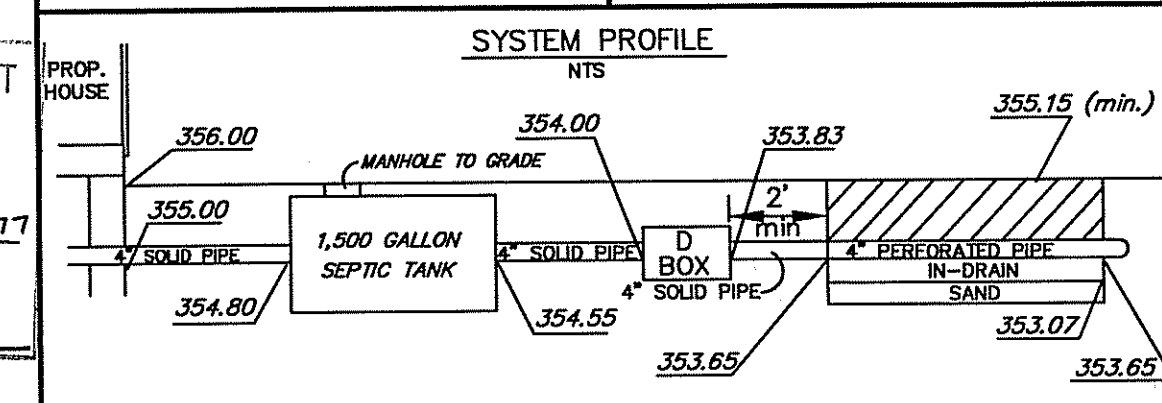 SYSTEM PROFILE
NTS
PROP.
HOUSE
T
77
356.00
MANHOLE TO GRADE
354.00
353.83
355.15 (min.)
355.00
4" SOLID PIPE
1,500 GALLON
SEPTIC TANK
4" SOLID PIPE
D
BOX
2'
min
4" SOLID PIPE
4" PERFORATED PIPE
IN-DRAIN
SAND
354.80
354.55
353.65
353.07
353.65